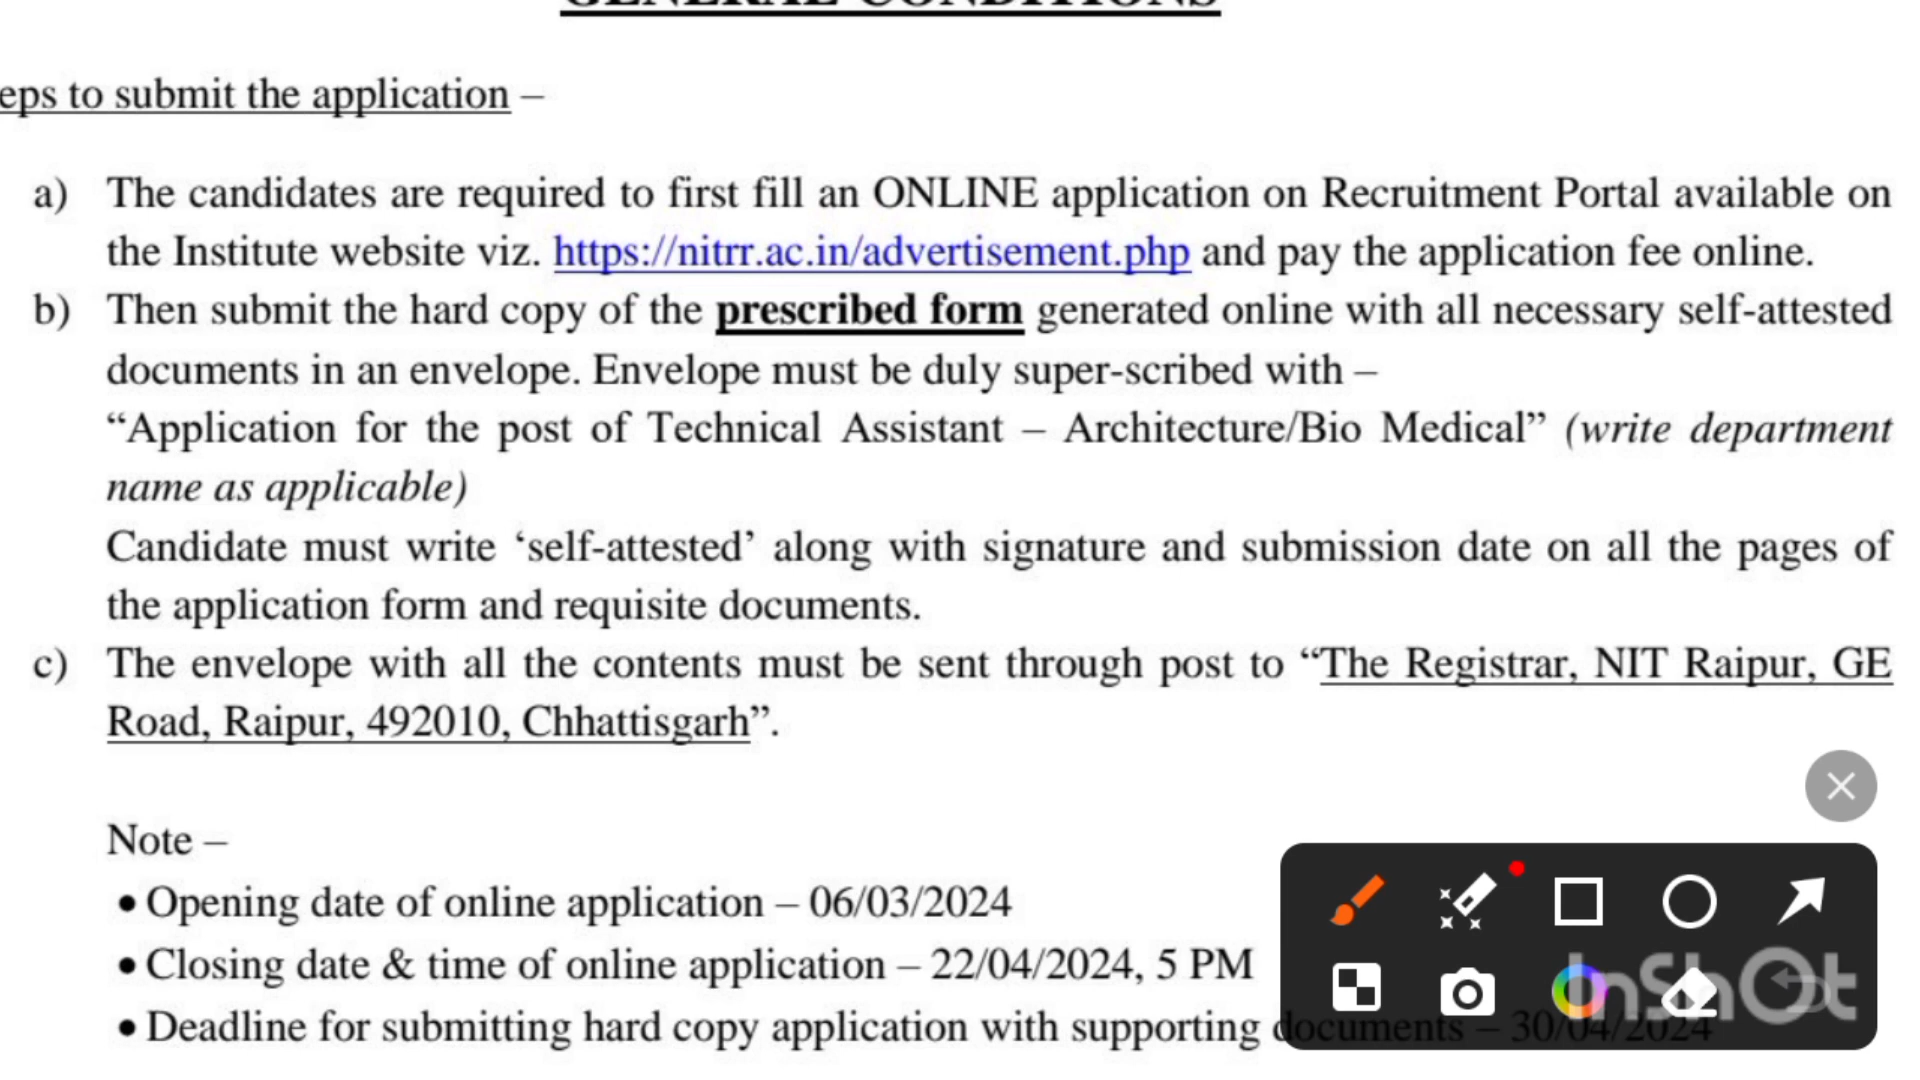 GENERAL CONDITIONS
eps to submit the application –
a) The candidates are required to first fill an ONLINE application on Recruitment Portal available on
the Institute website viz. https://nitrr.ac.in/advertisement.php and pay the application fee online.
b) Then submit the hard copy of the prescribed form generated online with all necessary self-attested
documents in an envelope. Envelope must be duly super-scribed with –
“Application for the post of Technical Assistant – Architecture/Bio Medical” (write department
name as applicable)
Candidate must write ‘self-attested’ along with signature and submission date on all the pages of
the application form and requisite documents.
c) The envelope with all the contents must be sent through post to “The Registrar, NIT Raipur, GE
Road, Raipur, 492010, Chhattisgarh”.
Note –
• Opening date of online application – 06/03/2024
• Closing date & time of online application – 22/04/2024, 5 PM
• Deadline for submitting hard copy application with supporting documents – 30/04/2024
InShOt